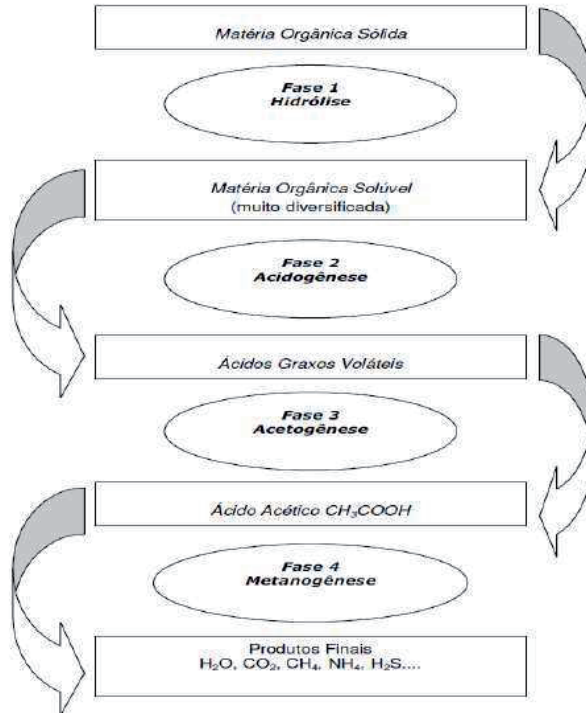 Matéria Orgânica Sólida
Fase 1
Hidrólise
Matéria Orgânica Solúvel
(muito diversificada)
Fase 2
Acidogênese
Ácidos Graxos Voláteis
Fase 3
Acetogênese
Ácido Acético CH₃COOH
Fase 4
Metanogênese
Produtos Finais
H₂O, CO₂, CH₄, NH₄, H₂S....